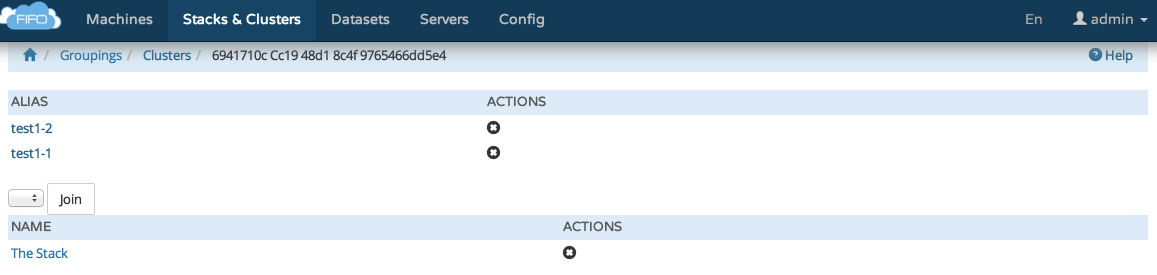 FIFO Machines Stacks & Clusters Datasets Servers Config En admin
/ Groupings / Clusters / 6941710c Cc19 48d1 8c4f 9765466dd5e4 Help
ALIAS ACTIONS
test1-2
test1-1
Join
NAME ACTIONS
The Stack